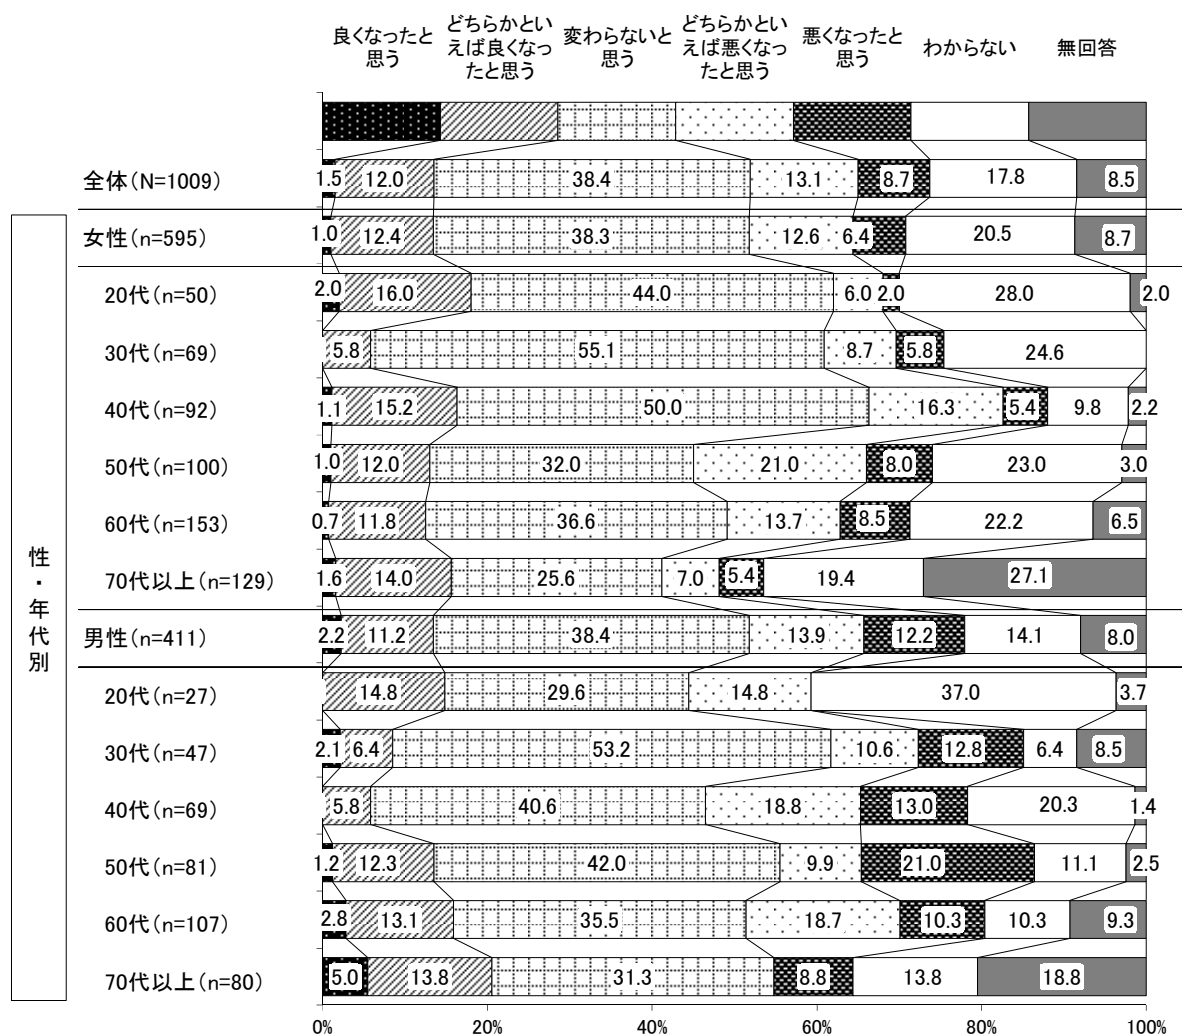 良くなったと
思う
どちらかとい
えば良くなっ
たと思う
変わらないと
思う
どちらかとい
えば悪くなっ
たと思う
悪くなったと
思う
わからない
無回答
全体(N=1009) 1.5 12.0 38.4 13.1 8.7 17.8 8.5
性・年代別
女性(n=595) 1.0 12.4 38.3 12.6 6.4 20.5 8.7
20代(n=50) 2.0 16.0 44.0 6.0 2.0 28.0 2.0
30代(n=69) 5.8 55.1 8.7 5.8 24.6
40代(n=92) 1.1 15.2 50.0 16.3 5.4 9.8 2.2
50代(n=100) 1.0 12.0 32.0 21.0 8.0 23.0 3.0
60代(n=153) 0.7 11.8 36.6 13.7 8.5 22.2 6.5
70代以上(n=129) 1.6 14.0 25.6 7.0 5.4 19.4 27.1
男性(n=411) 2.2 11.2 38.4 13.9 12.2 14.1 8.0
20代(n=27) 14.8 29.6 14.8 37.0 3.7
30代(n=47) 2.1 6.4 53.2 10.6 12.8 6.4 8.5
40代(n=69) 5.8 40.6 18.8 13.0 20.3 1.4
50代(n=81) 1.2 12.3 42.0 9.9 21.0 11.1 2.5
60代(n=107) 2.8 13.1 35.5 18.7 10.3 10.3 9.3
70代以上(n=80) 5.0 13.8 31.3 8.8 13.8 18.8
0% 20% 40% 60% 80% 100%